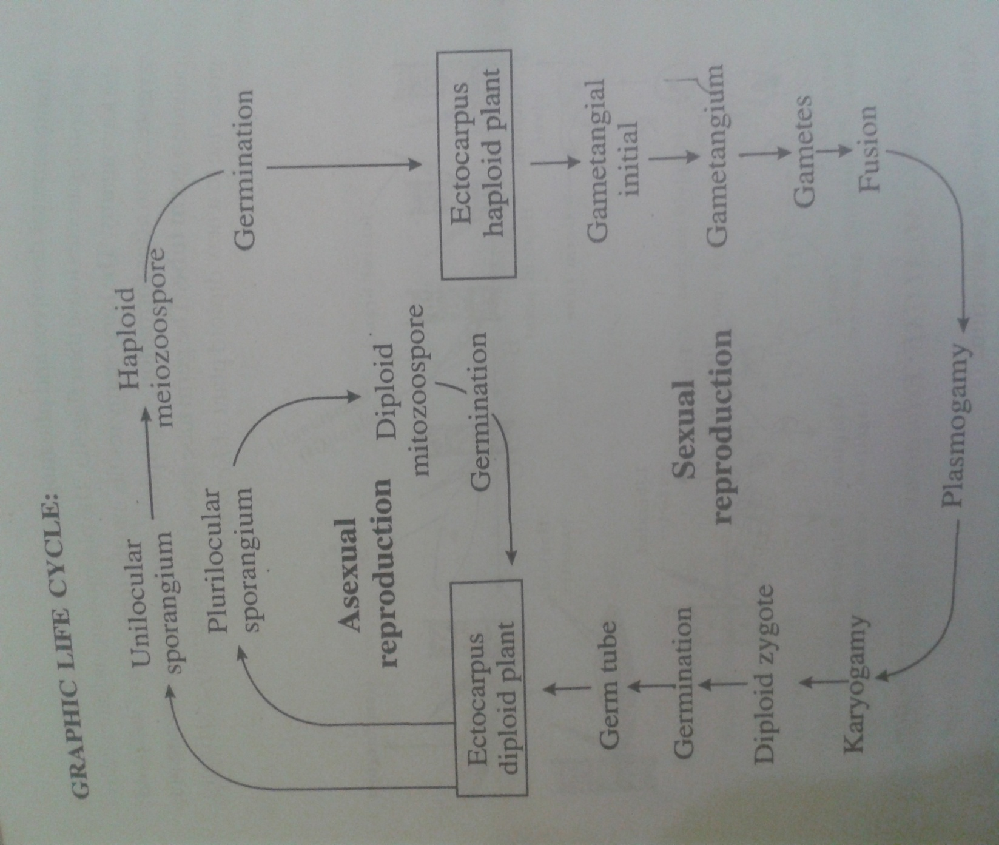 GRAPHIC LIFE CYCLE:
Unilocular
sporangium
Haploid
meiozoospore
Germination
Plurilocular
sporangium
Asexual
reproduction
Diploid
mitozoospore
Germination
Ectocarpus
diploid plant
Ectocarpus
haploid plant
Gametangial
initial
Gametangium
Gametes
Fusion
Sexual
reproduction
Germ tube
Germination
Diploid zygote
Karyogamy
Plasmogamy